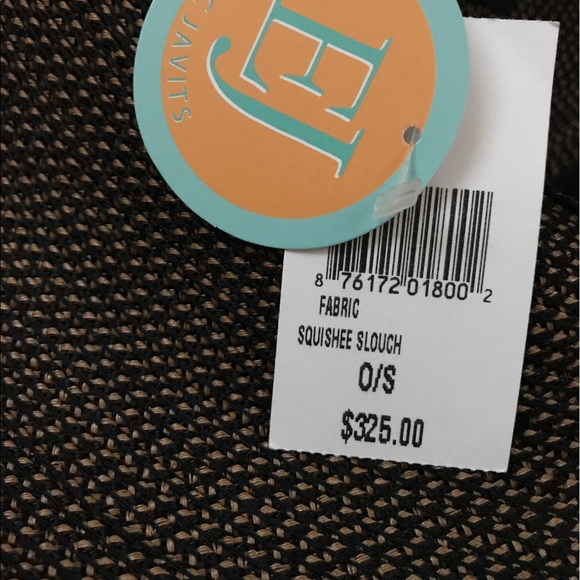 EJ
C JAVITS
8 76172 01800 2
FABRIC
SQUISHEE SLOUCH
O/S
$325.00